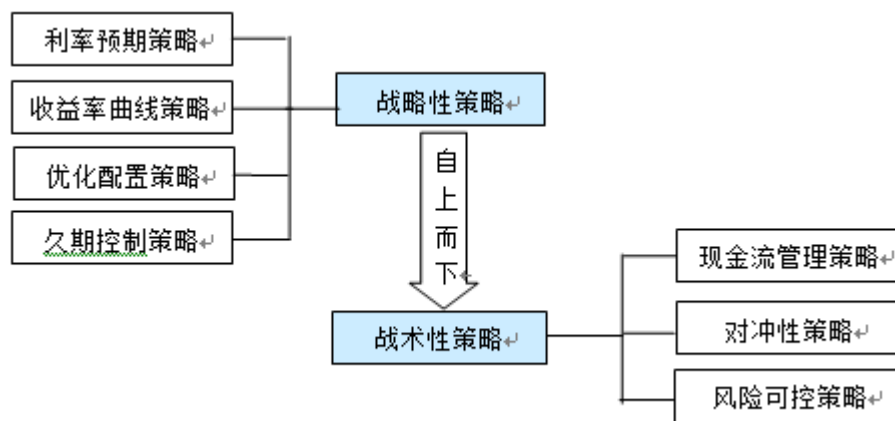 利率预期策略
收益率曲线策略
优化配置策略
久期控制策略
战略性策略
自
上
而
下
战术性策略
现金流管理策略
对冲性策略
风险可控策略